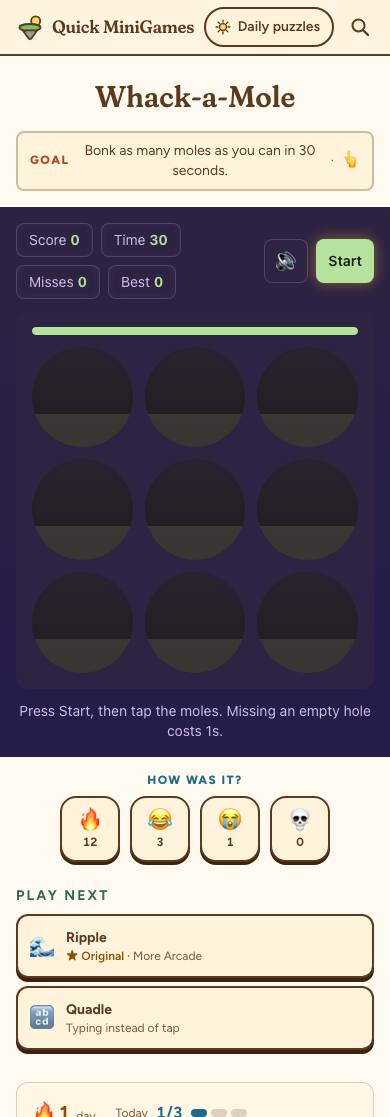 Quick MiniGames
Daily puzzles
Whack-a-Mole
GOAL
Bonk as many moles as you can in 30
seconds.
·
Score 0
Time 30
Misses 0
Best 0
Start
Press Start, then tap the moles. Missing an empty hole
costs 1s.
HOW WAS IT?
12
3
1
0
PLAY NEXT
Ripple
Original · More Arcade
abcd
Quadle
Typing instead of tap
1 day
Today 1/3